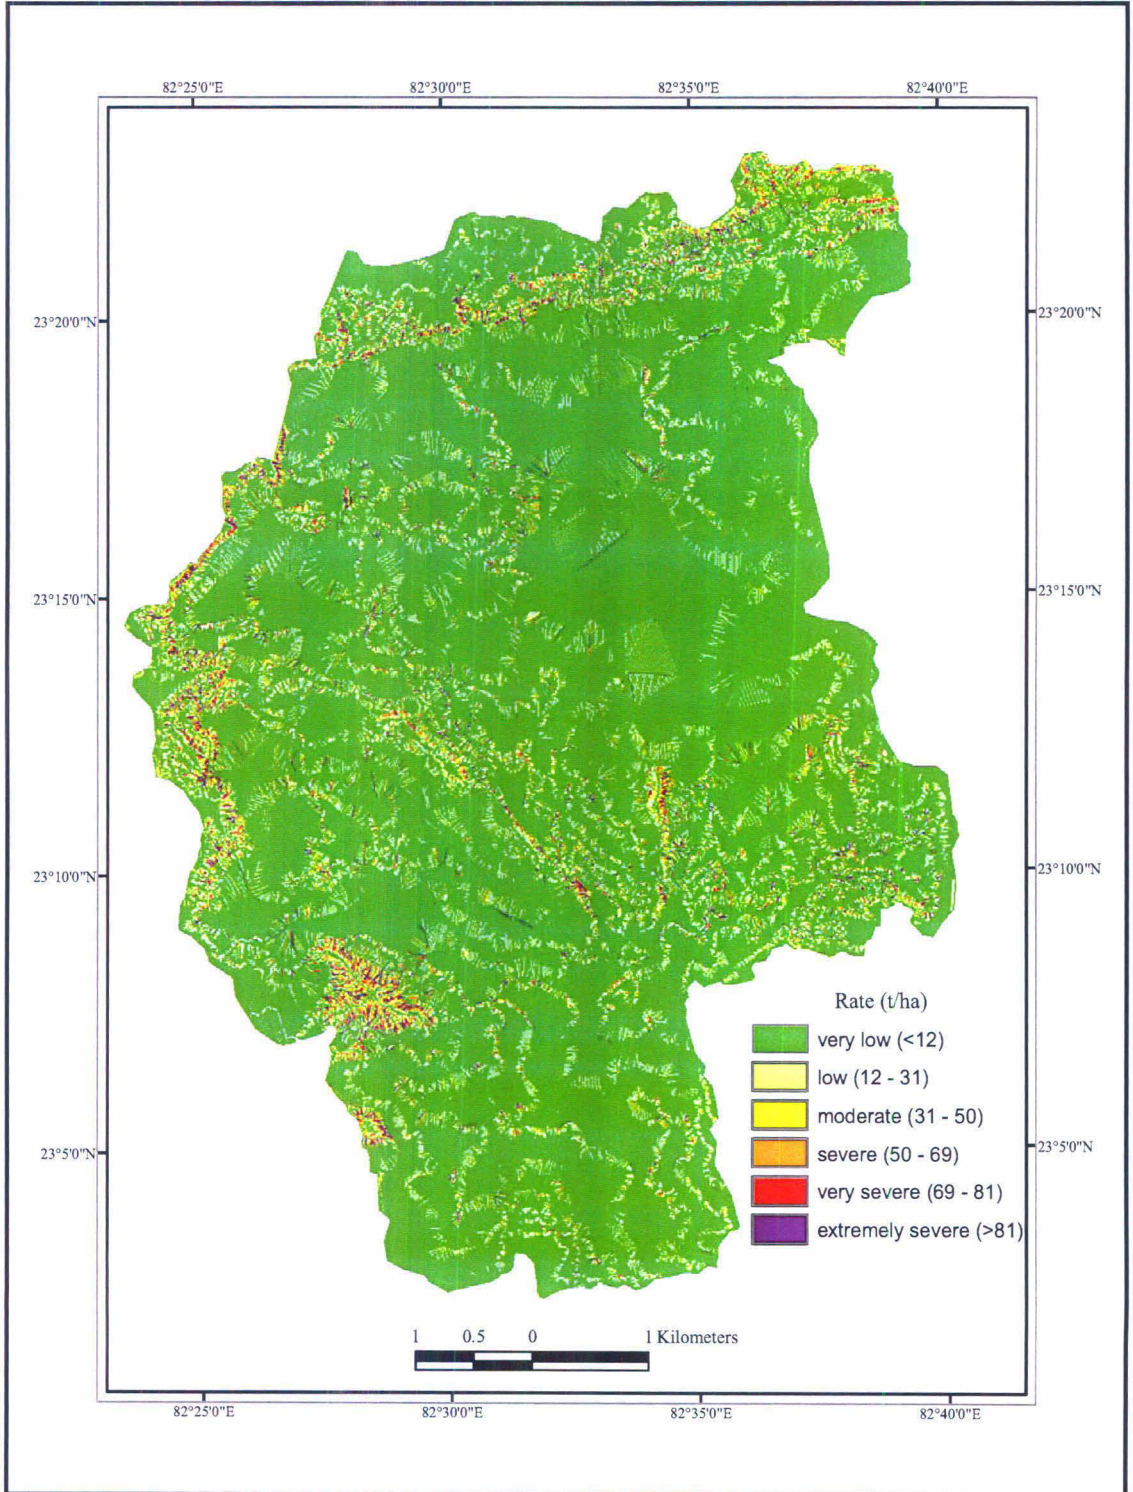 82°25'0"E 82°30'0"E 82°35'0"E 82°40'0"E
23°20'0"N 23°20'0"N
23°15'0"N 23°15'0"N
23°10'0"N 23°10'0"N
Rate (t/ha)
very low (<12)
low (12 - 31)
moderate (31 - 50)
23°5'0"N 23°5'0"N
severe (50 - 69)
very severe (69 - 81)
extremely severe (>81)
1 0.5 0 1 Kilometers
82°25'0"E 82°30'0"E 82°35'0"E 82°40'0"E